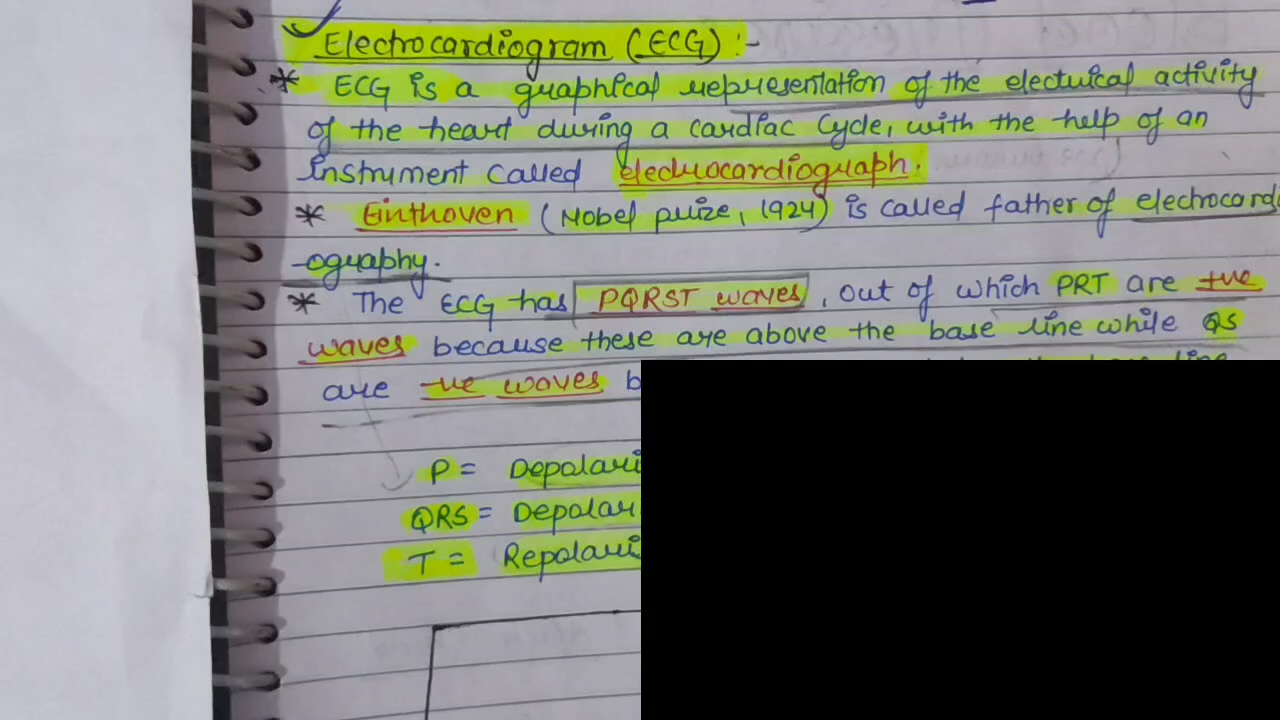 Electrocardiogram (ECG) :-
* ECG is a graphical representation of the electrical activity
of the heart during a cardiac cycle, with the help of an
instrument called electrocardiograph.
* Einthoven (Nobel prize, 1924) is called father of electrocardi
-ography.
* The ECG has PQRST waves, out of which PRT are +ve
waves because these are above the base line while QS
are -ve waves b
line
P = Depolari
QRS = Depolar
T = Repolari